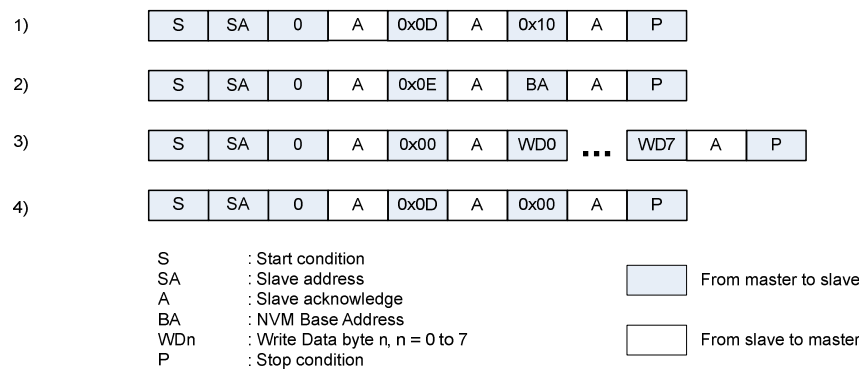 1) S SA 0 A 0x0D A 0x10 A P
2) S SA 0 A 0x0E A BA A P
3) S SA 0 A 0x00 A WD0 ... WD7 A P
4) S SA 0 A 0x0D A 0x00 A P
S : Start condition
SA : Slave address
A : Slave acknowledge
BA : NVM Base Address
WDn : Write Data byte n, n = 0 to 7
P : Stop condition
From master to slave
From slave to master